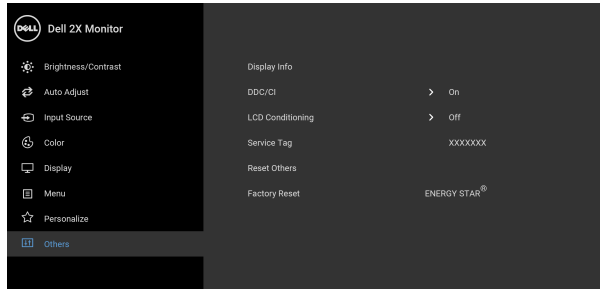 DELL Dell 2X Monitor
Brightness/Contrast
Auto Adjust
Input Source
Color
Display
Menu
Personalize
Others
Display Info
DDC/CI > On
LCD Conditioning > Off
Service Tag XXXXXXX
Reset Others
Factory Reset ENERGY STAR®